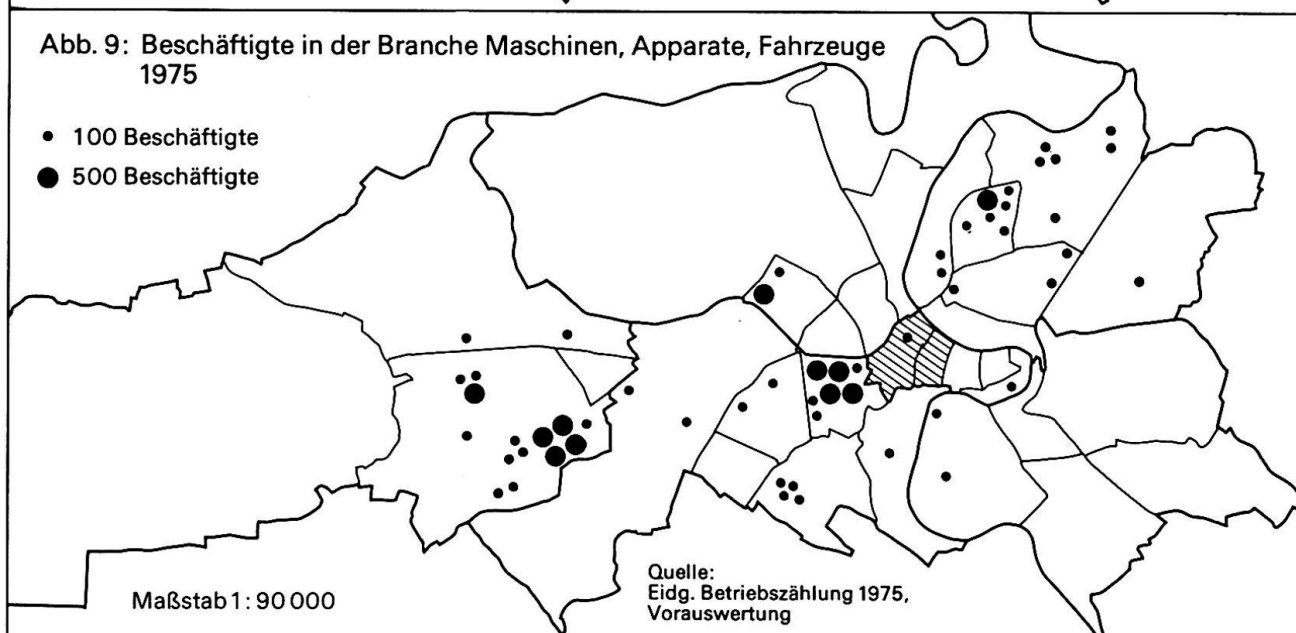 Abb. 9: Beschäftigte in der Branche Maschinen, Apparate, Fahrzeuge
1975
100 Beschäftigte
500 Beschäftigte
Maßstab 1 : 90 000
Quelle:
Eidg. Betriebszählung 1975,
Vorauswertung